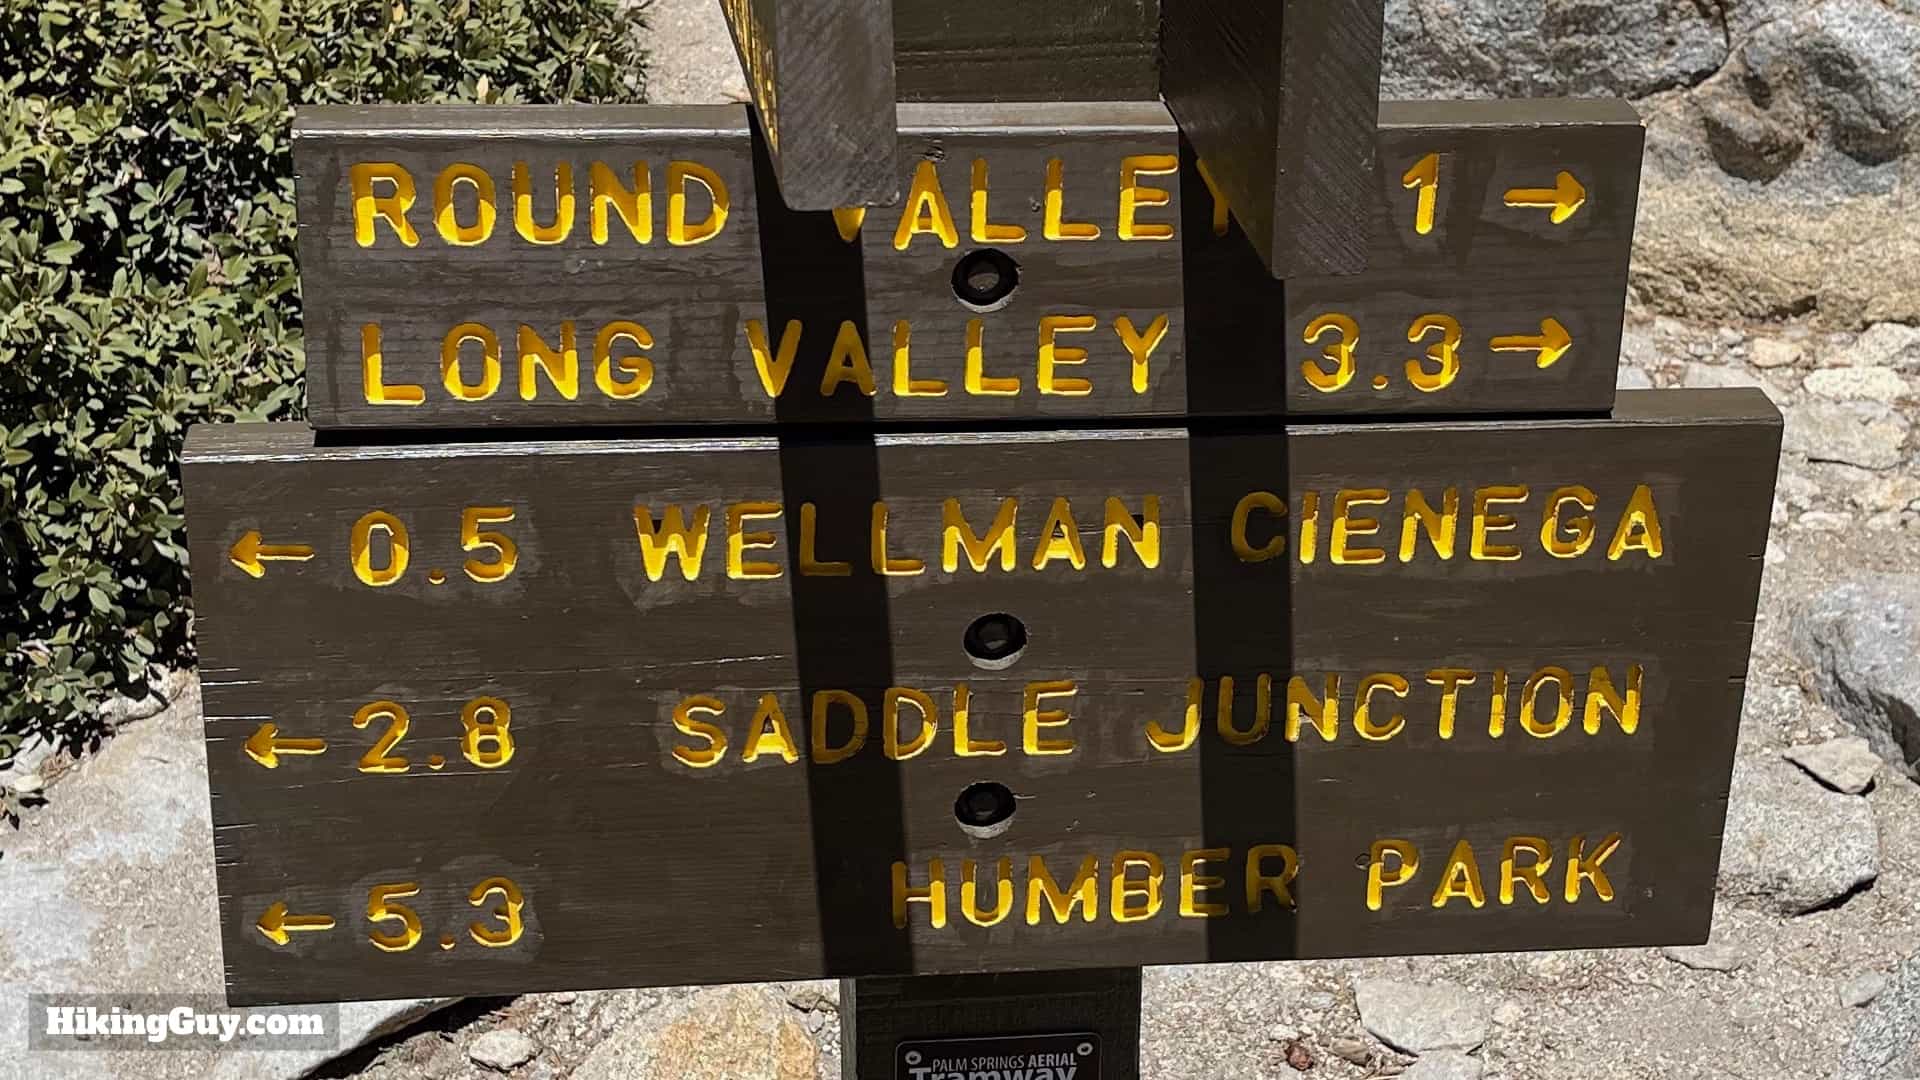 ROUND VALLEY 1 →
LONG VALLEY 3.3 →
← 0.5 WELLMAN CIENEGA
← 2.8 SADDLE JUNCTION
← 5.3 HUMBER PARK
HikingGuy.com
PALM SPRINGS AERIAL
Tramway